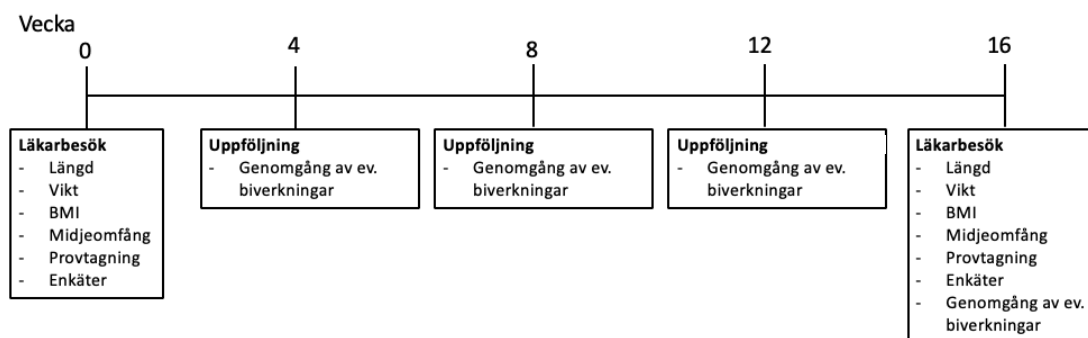 Vecka
0
4
8
12
16
Läkarbesök
- Längd
- Vikt
- BMI
- Midjeomfång
- Provtagning
- Enkäter
Uppföljning
- Genomgång av ev.
biverkningar
Uppföljning
- Genomgång av ev.
biverkningar
Uppföljning
- Genomgång av ev.
biverkningar
Läkarbesök
- Längd
- Vikt
- BMI
- Midjeomfång
- Provtagning
- Enkäter
- Genomgång av ev.
biverkningar